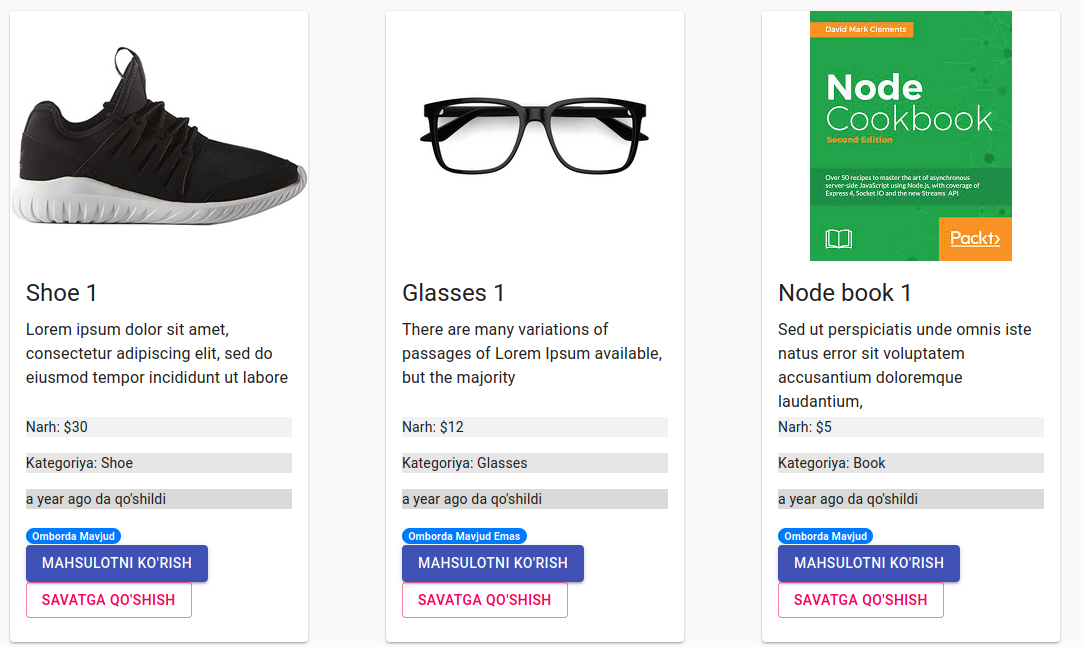 Shoe 1
Lorem ipsum dolor sit amet,
consectetur adipiscing elit, sed do
eiusmod tempor incididunt ut labore
Narh: $30
Kategoriya: Shoe
a year ago da qo'shildi
Omborda Mavjud
MAHSULOTNI KO'RISH
SAVATGA QO'SHISH
Glasses 1
There are many variations of
passages of Lorem Ipsum available,
but the majority
Narh: $12
Kategoriya: Glasses
a year ago da qo'shildi
Omborda Mavjud Emas
MAHSULOTNI KO'RISH
SAVATGA QO'SHISH
David Mark Clements
Node
Cookbook
Second Edition
Over 50 recipes to master the art of asynchronous
server-side JavaScript using Node.js, with coverage of
Express 4, Socket IO and the new Streams API
Packt>
Node book 1
Sed ut perspiciatis unde omnis iste
natus error sit voluptatem
accusantium doloremque
laudantium,
Narh: $5
Kategoriya: Book
a year ago da qo'shildi
Omborda Mavjud
MAHSULOTNI KO'RISH
SAVATGA QO'SHISH